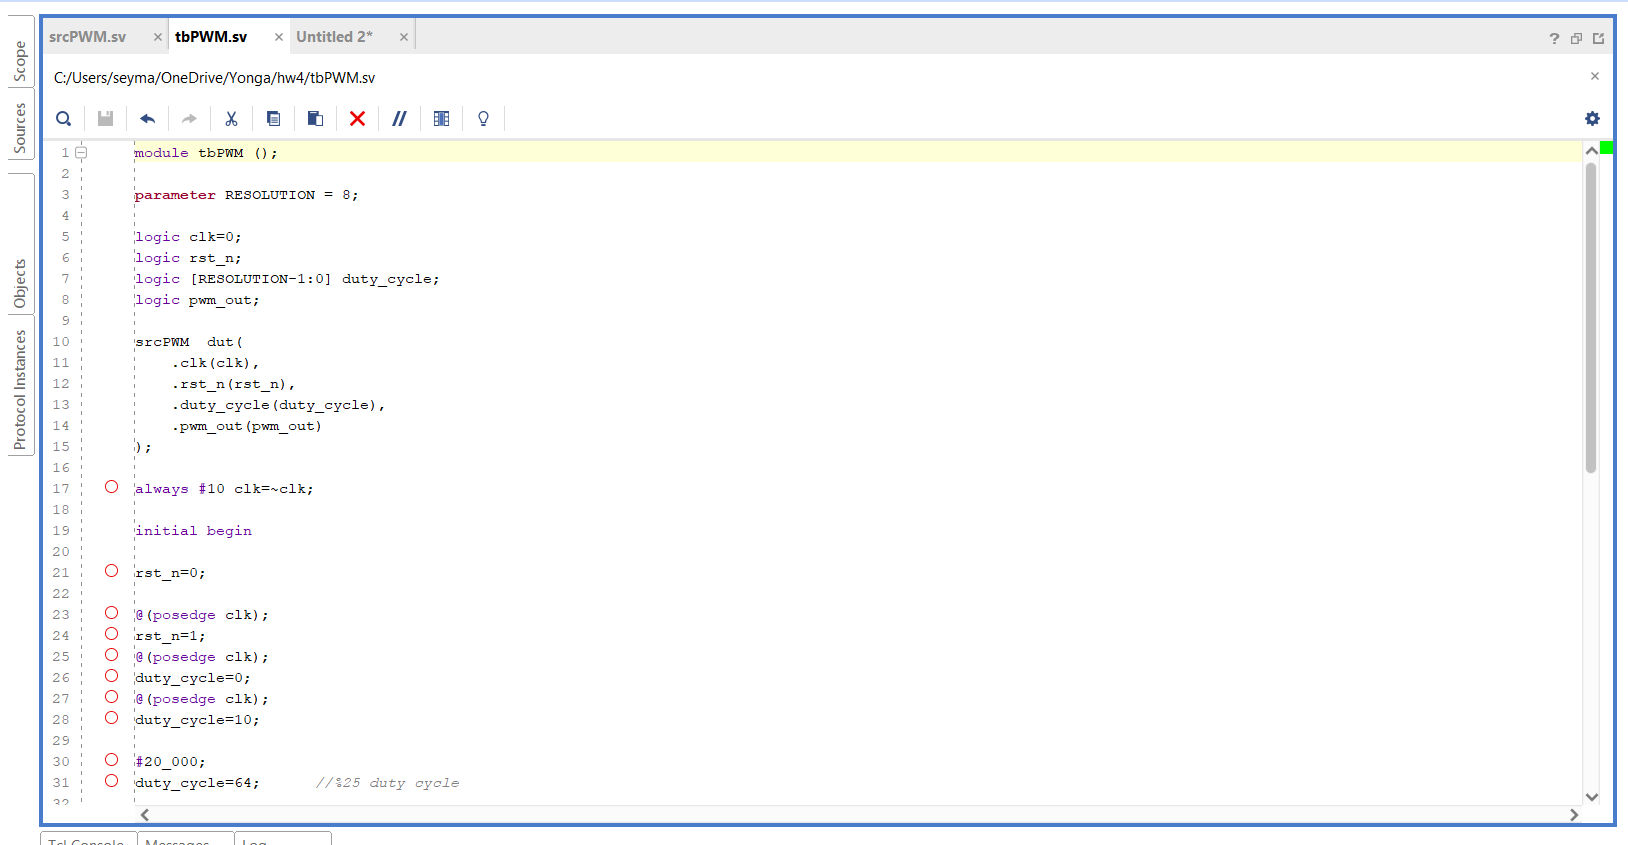 srcPWM.sv × tbPWM.sv × Untitled 2* ×
?
C:/Users/seyma/OneDrive/Yonga/hw4/tbPWM.sv ×
Scope
Sources
Objects
Protocol Instances
1 module tbPWM ();
2
3 parameter RESOLUTION = 8;
4
5 logic clk=0;
6 logic rst_n;
7 logic [RESOLUTION-1:0] duty_cycle;
8 logic pwm_out;
9
10 srcPWM  dut(
11     .clk(clk),
12     .rst_n(rst_n),
13     .duty_cycle(duty_cycle),
14     .pwm_out(pwm_out)
15 );
16
17 always #10 clk=~clk;
18
19 initial begin
20
21 rst_n=0;
22
23 @(posedge clk);
24 rst_n=1;
25 @(posedge clk);
26 duty_cycle=0;
27 @(posedge clk);
28 duty_cycle=10;
29
30 #20_000;
31 duty_cycle=64;      //%25 duty cycle
32
Tcl Console Messages Log